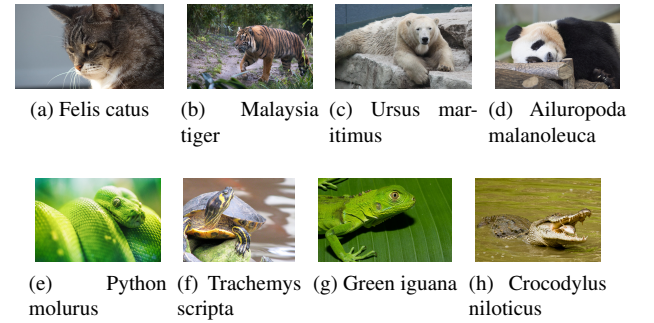 (a) Felis catus
(b) Malaysia
tiger
(c) Ursus mar-
itimus
(d) Ailuropoda
malanoleuca
(e) Python
molurus
(f) Trachemys
scripta
(g) Green iguana
(h) Crocodylus
niloticus